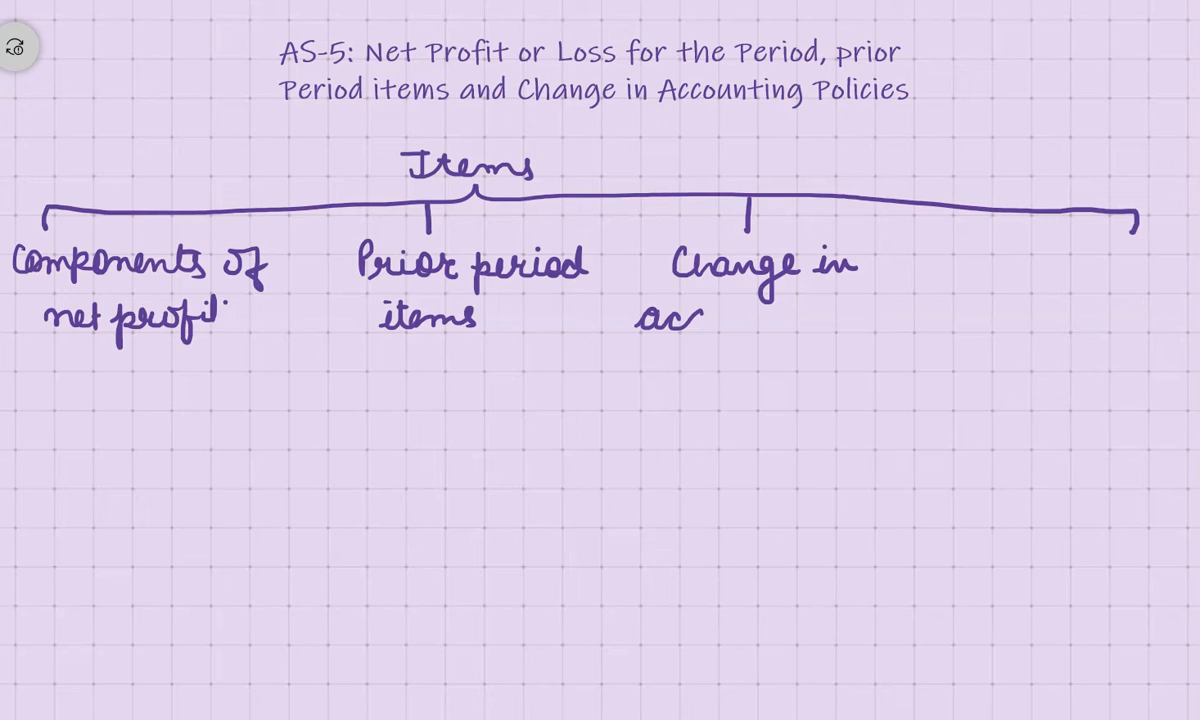 AS-5: Net Profit or Loss for the Period, prior
Period items and Change in Accounting Policies
Items
Components of
net profit
Prior period
items
Change in
ac